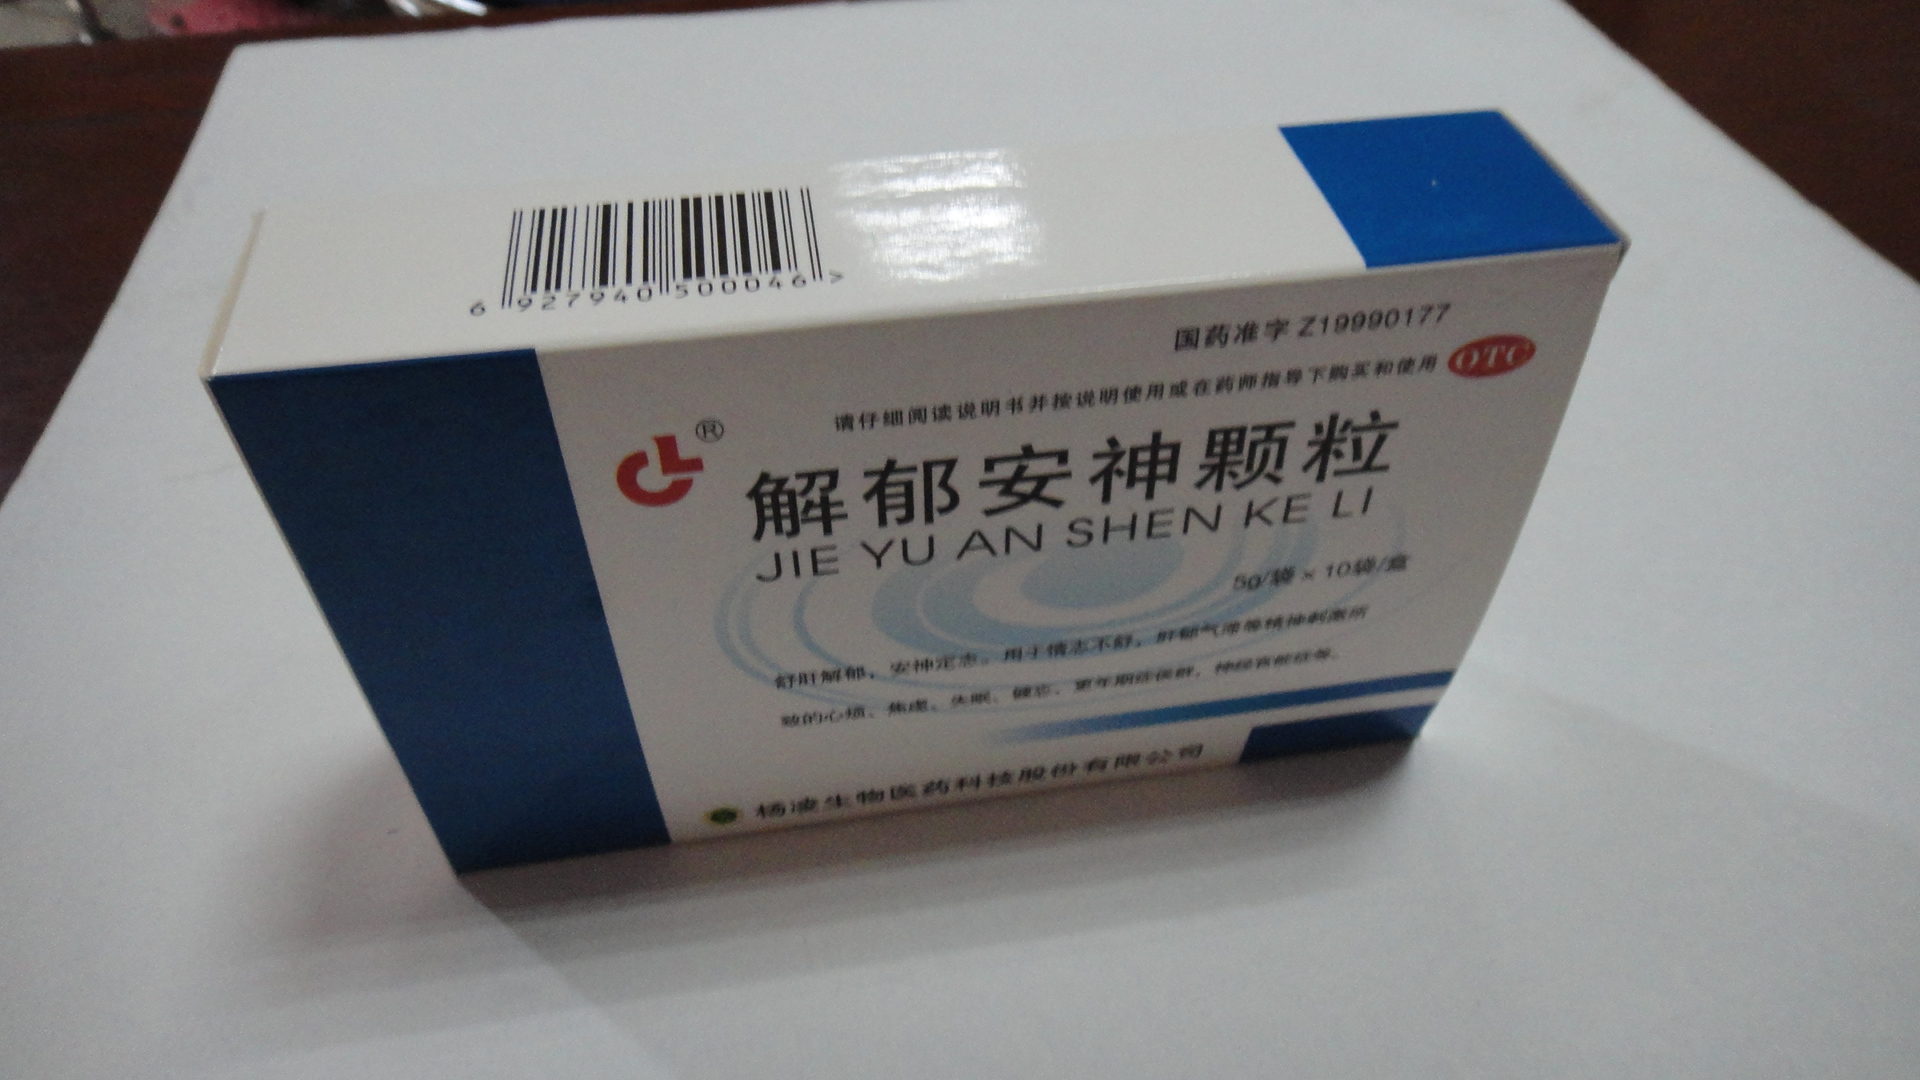 6 927940 500046 >
国药准字 Z19990177
请仔细阅读说明书并按说明使用或在药师指导下购买和使用 OTC
CL®
解郁安神颗粒
JIE YU AN SHEN KE LI
5g/袋 × 10袋/盒
舒肝解郁，安神定志。用于情志不舒，肝郁气滞等精神刺激所
致的心烦、焦虑、失眠、健忘、更年期症候群，神经官能症等。
杨凌生物医药科技股份有限公司